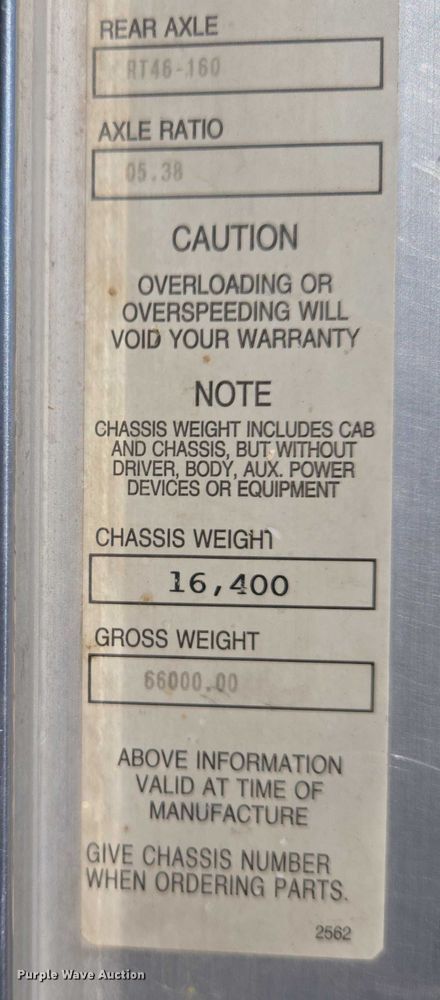 REAR AXLE
RT46-160
AXLE RATIO
05.38
CAUTION
OVERLOADING OR
OVERSPEEDING WILL
VOID YOUR WARRANTY
NOTE
CHASSIS WEIGHT INCLUDES CAB
AND CHASSIS, BUT WITHOUT
DRIVER, BODY, AUX. POWER
DEVICES OR EQUIPMENT
CHASSIS WEIGHT
16,400
GROSS WEIGHT
66000.00
ABOVE INFORMATION
VALID AT TIME OF
MANUFACTURE
GIVE CHASSIS NUMBER
WHEN ORDERING PARTS.
2562
Purple Wave Auction